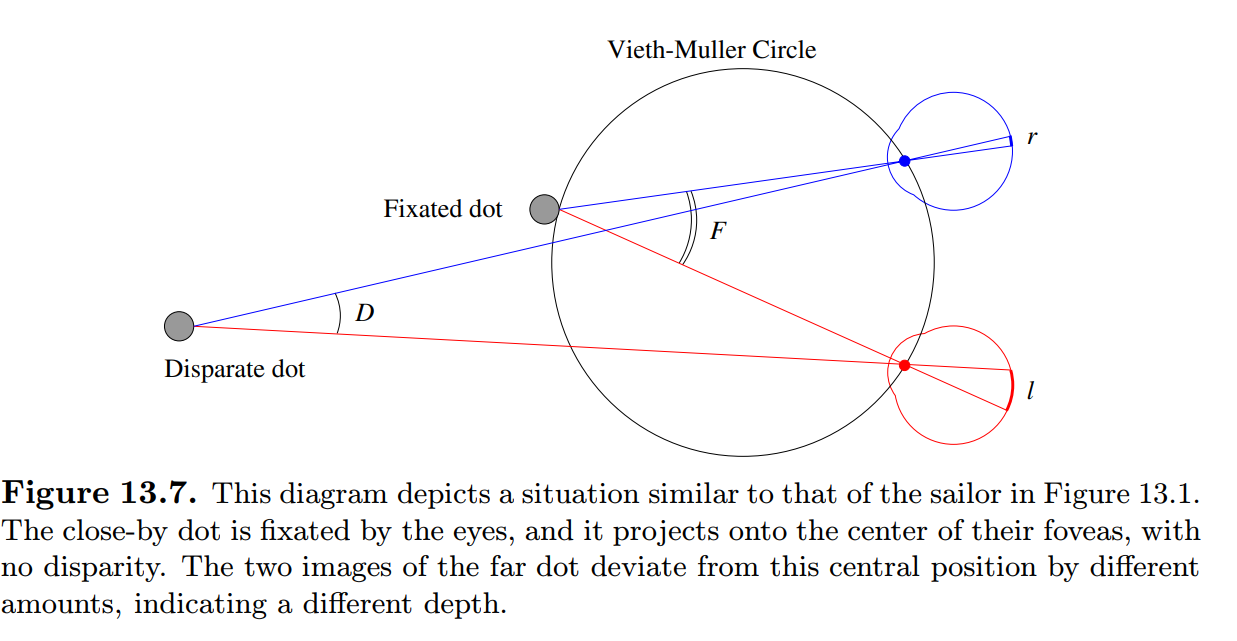 Vieth-Muller Circle
r
Fixated dot
F
D
Disparate dot
l
Figure 13.7. This diagram depicts a situation similar to that of the sailor in Figure 13.1.
The close-by dot is fixated by the eyes, and it projects onto the center of their foveas, with
no disparity. The two images of the far dot deviate from this central position by different
amounts, indicating a different depth.